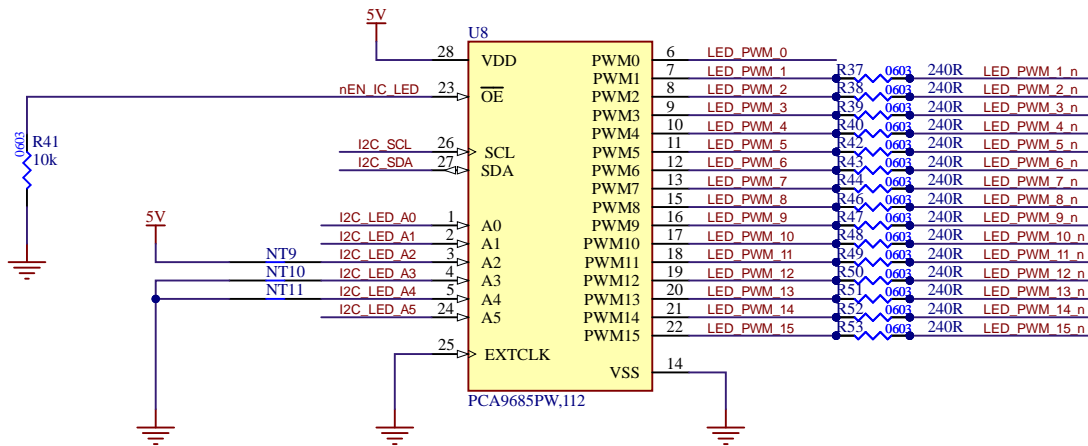 5V
U8
28 VDD PWM0 6 LED_PWM_0
PWM1 7 LED_PWM_1 R37 0603 240R LED_PWM_1_n
nEN_IC_LED 23 OE PWM2 8 LED_PWM_2 R38 0603 240R LED_PWM_2_n
PWM3 9 LED_PWM_3 R39 0603 240R LED_PWM_3_n
PWM4 10 LED_PWM_4 R40 0603 240R LED_PWM_4_n
0603 R41 10k
I2C_SCL 26 SCL PWM5 11 LED_PWM_5 R42 0603 240R LED_PWM_5_n
I2C_SDA 27 SDA PWM6 12 LED_PWM_6 R43 0603 240R LED_PWM_6_n
PWM7 13 LED_PWM_7 R44 0603 240R LED_PWM_7_n
PWM8 15 LED_PWM_8 R46 0603 240R LED_PWM_8_n
5V
I2C_LED_A0 1 A0 PWM9 16 LED_PWM_9 R47 0603 240R LED_PWM_9_n
I2C_LED_A1 2 A1 PWM10 17 LED_PWM_10 R48 0603 240R LED_PWM_10_n
NT9 I2C_LED_A2 3 A2 PWM11 18 LED_PWM_11 R49 0603 240R LED_PWM_11_n
NT10 I2C_LED_A3 4 A3 PWM12 19 LED_PWM_12 R50 0603 240R LED_PWM_12_n
NT11 I2C_LED_A4 5 A4 PWM13 20 LED_PWM_13 R51 0603 240R LED_PWM_13_n
I2C_LED_A5 24 A5 PWM14 21 LED_PWM_14 R52 0603 240R LED_PWM_14_n
PWM15 22 LED_PWM_15 R53 0603 240R LED_PWM_15_n
25 EXTCLK
VSS 14
PCA9685PW,112